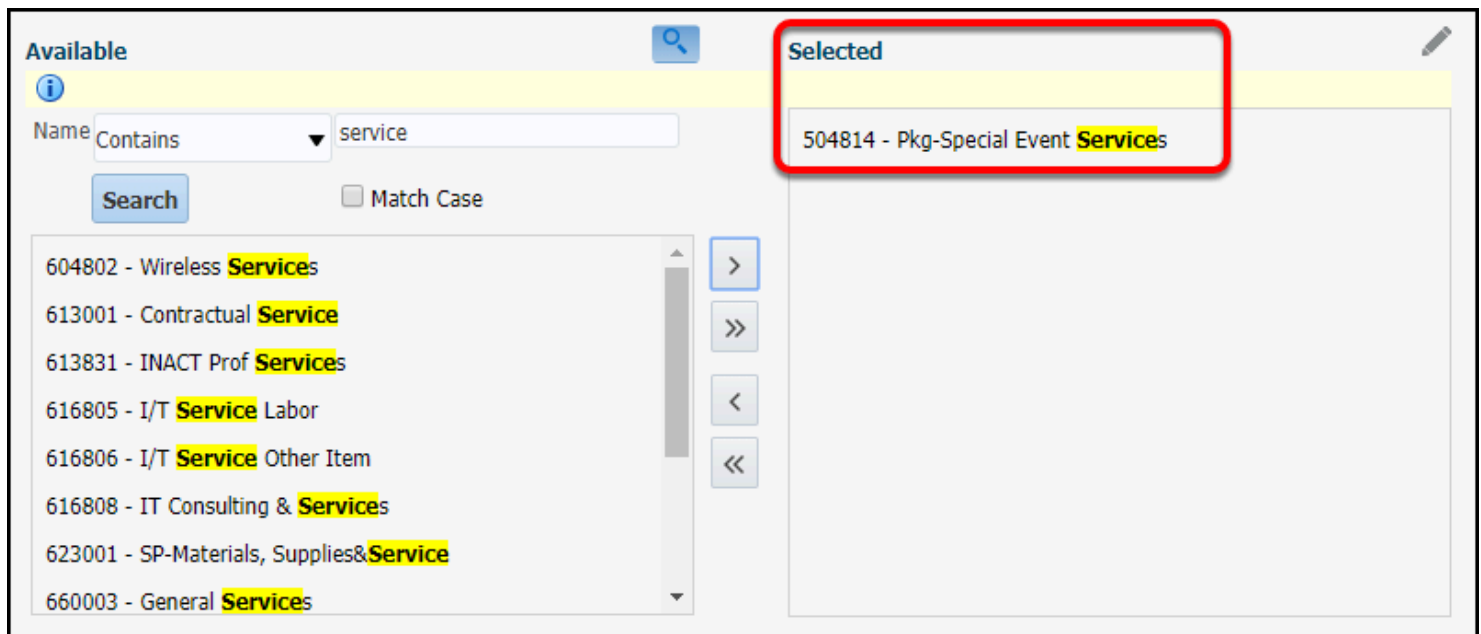 Available
Name Contains service
Search Match Case
604802 - Wireless Services
613001 - Contractual Service
613831 - INACT Prof Services
616805 - I/T Service Labor
616806 - I/T Service Other Item
616808 - IT Consulting & Services
623001 - SP-Materials, Supplies&Service
660003 - General Services
Selected
504814 - Pkg-Special Event Services